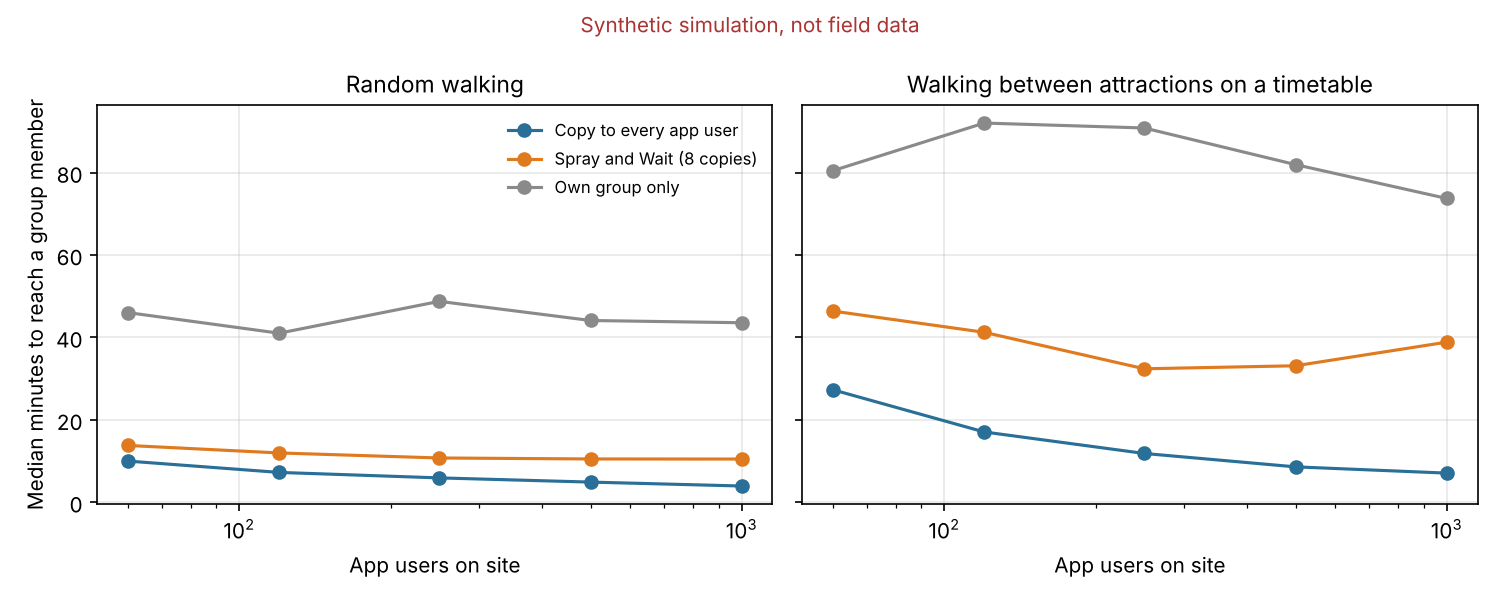 Synthetic simulation, not field data
Random walking
Walking between attractions on a timetable
Median minutes to reach a group member
Copy to every app user
Spray and Wait (8 copies)
Own group only
80
60
40
20
0
10²
10³
10²
10³
App users on site
App users on site